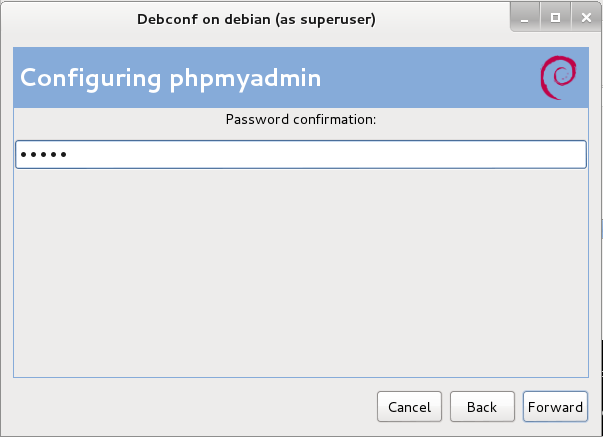 Debconf on debian (as superuser)
Configuring phpmyadmin
Password confirmation:
•••••
Cancel Back Forward